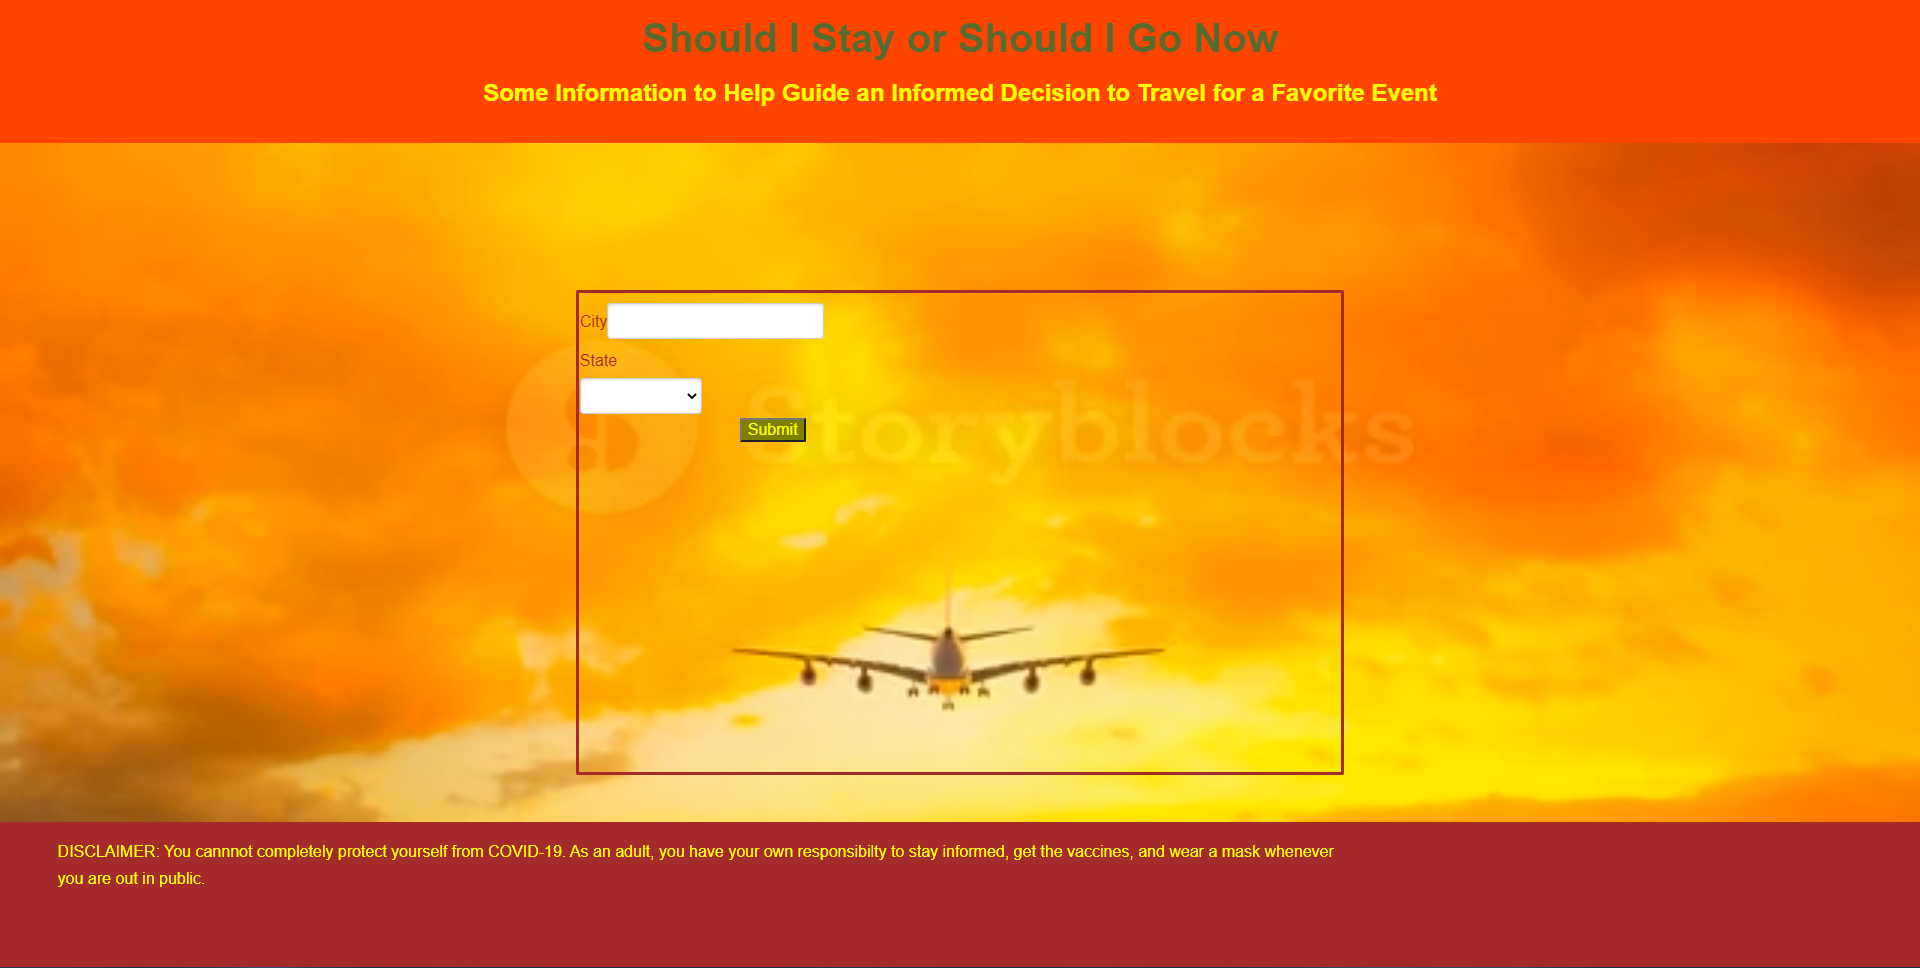 Should I Stay or Should I Go Now
Some Information to Help Guide an Informed Decision to Travel for a Favorite Event
City
State
Storyblocks
Submit
DISCLAIMER: You cannnot completely protect yourself from COVID-19. As an adult, you have your own responsibilty to stay informed, get the vaccines, and wear a mask whenever
you are out in public.